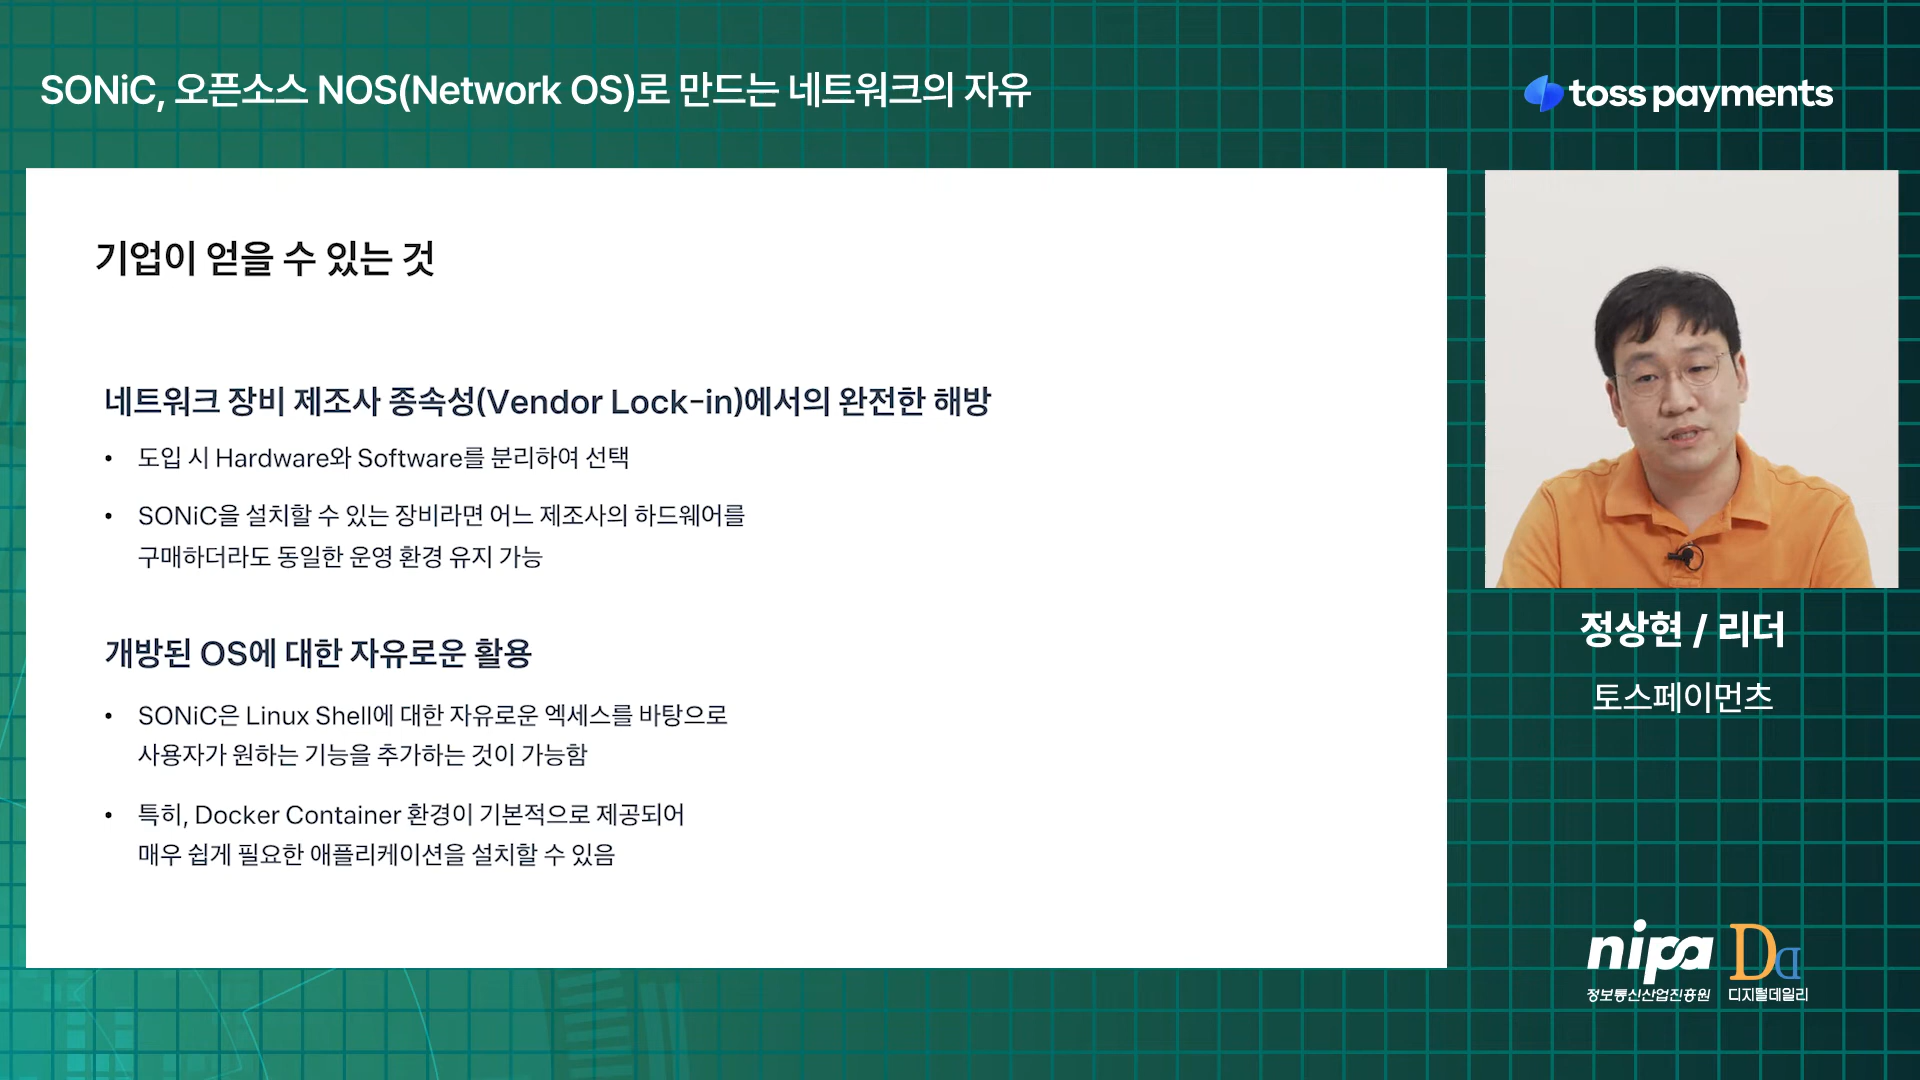 SONiC, 오픈소스 NOS(Network OS)로 만드는 네트워크의 자유
toss payments
기업이 얻을 수 있는 것
네트워크 장비 제조사 종속성(Vendor Lock-in)에서의 완전한 해방
• 도입 시 Hardware와 Software를 분리하여 선택
• SONiC을 설치할 수 있는 장비라면 어느 제조사의 하드웨어를
구매하더라도 동일한 운영 환경 유지 가능
개방된 OS에 대한 자유로운 활용
• SONiC은 Linux Shell에 대한 자유로운 엑세스를 바탕으로
사용자가 원하는 기능을 추가하는 것이 가능함
• 특히, Docker Container 환경이 기본적으로 제공되어
매우 쉽게 필요한 애플리케이션을 설치할 수 있음
정상현 / 리더
토스페이먼츠
nipa
정보통신산업진흥원
Dd
디지털데일리